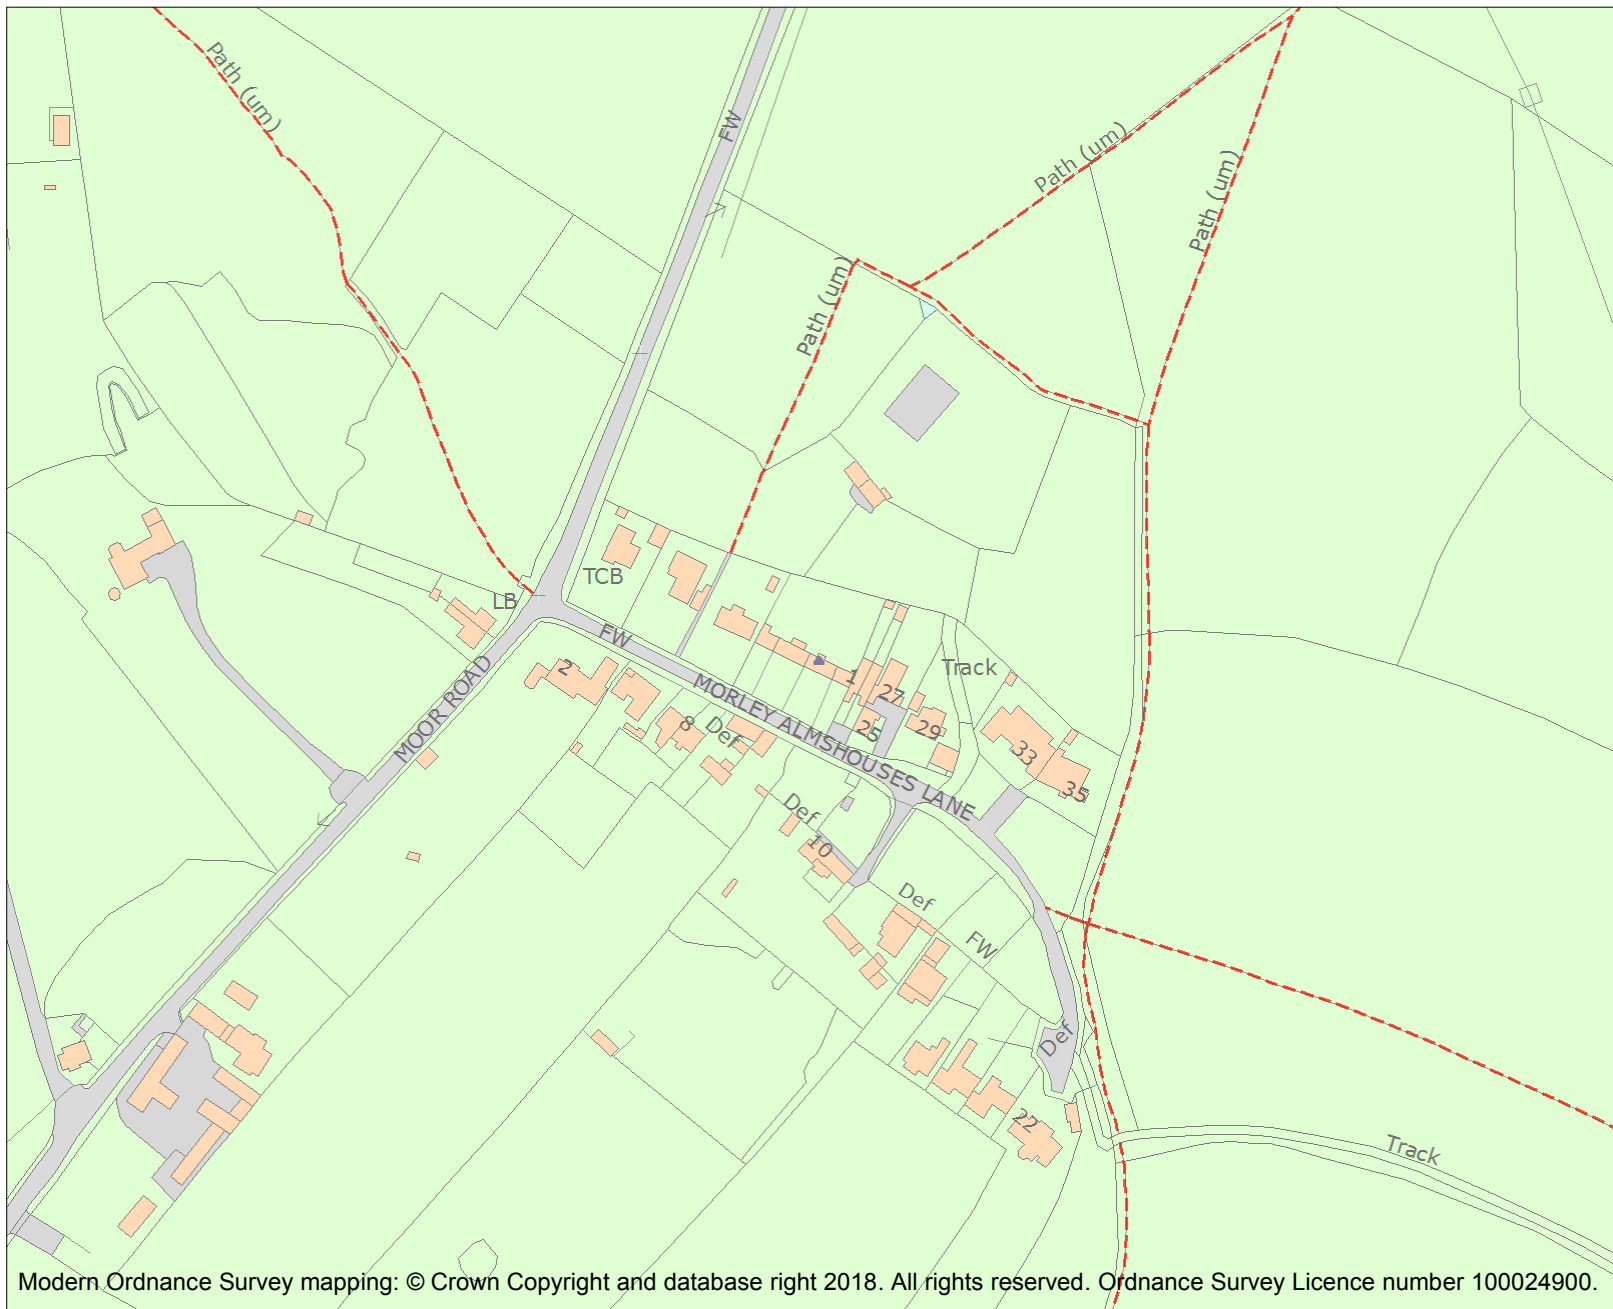 Path (um)
FW
Path (um)
Path (um)
Path (um)
TCB
LB
FW
MOOR ROAD
2
MORLEY ALMSHOUSES LANE
Track
1
27
25
29
8
Def
33
35
Def
10
Def
FW
Def
22
Track
Modern Ordnance Survey mapping: © Crown Copyright and database right 2018. All rights reserved. Ordnance Survey Licence number 100024900.